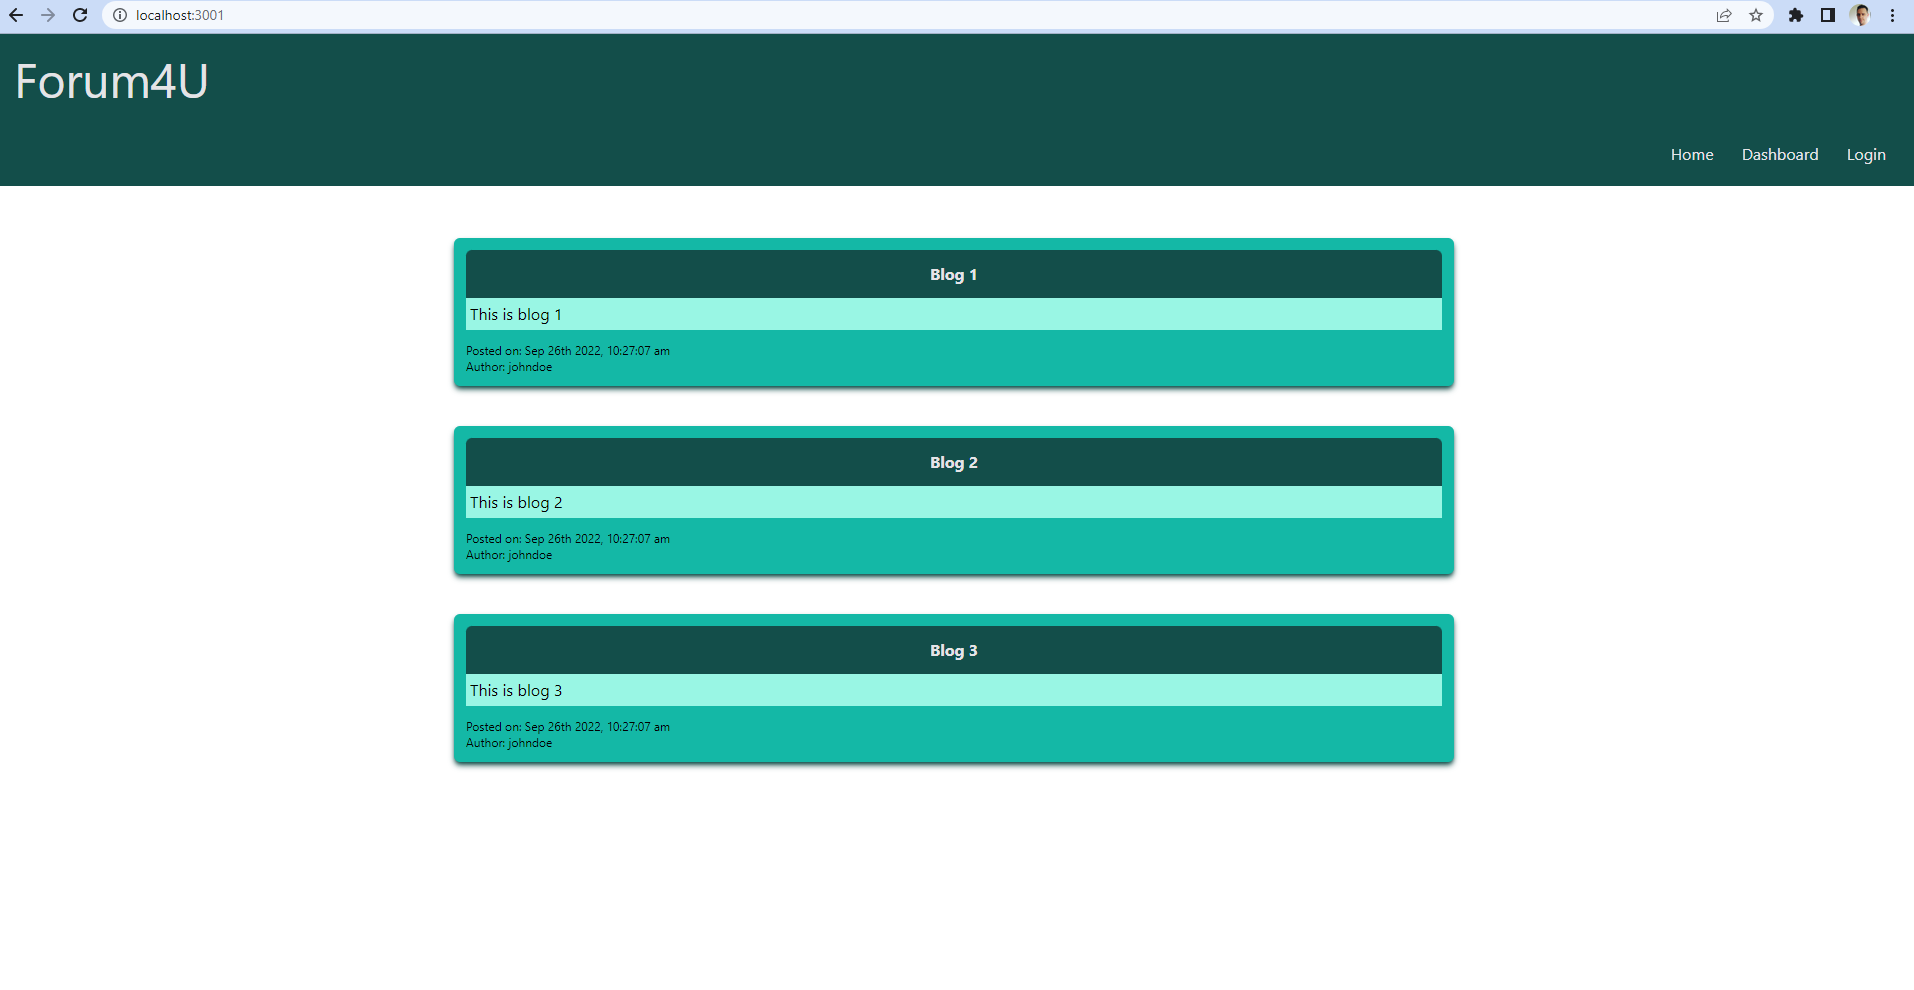 localhost:3001
Forum4U
Home Dashboard Login
Blog 1
This is blog 1
Posted on: Sep 26th 2022, 10:27:07 am
Author: johndoe
Blog 2
This is blog 2
Posted on: Sep 26th 2022, 10:27:07 am
Author: johndoe
Blog 3
This is blog 3
Posted on: Sep 26th 2022, 10:27:07 am
Author: johndoe